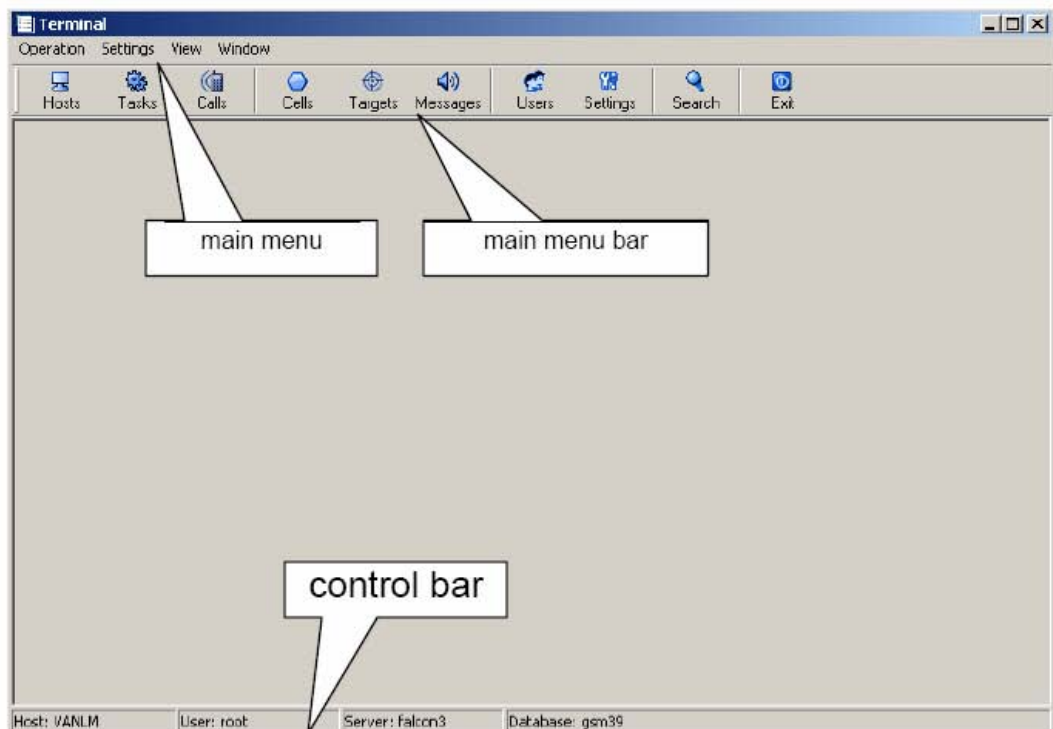 Terminal
Operation Settings View Window
Hosts Tasks Calls Cells Targets Messages Users Settings Search Exit
main menu
main menu bar
control bar
Host: VANLM User: root Server: falcon3 Database: gsm39